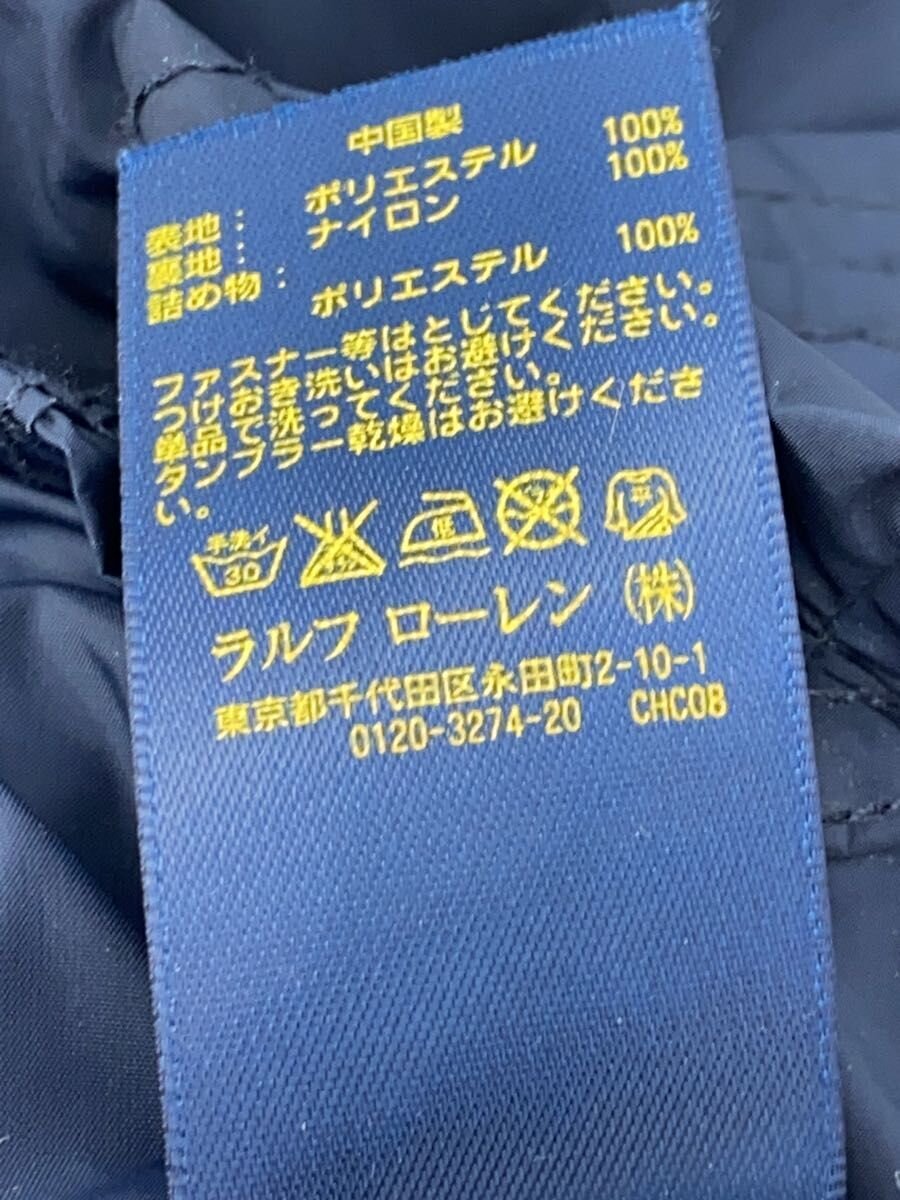 中国製
表地： ポリエステル 100%
裏地： ナイロン 100%
詰め物： ポリエステル 100%
ファスナー等はとじてください。
つけおき洗いはお避けください。
単品で洗ってください。
タンブラー乾燥はお避けくださ
い。
手洗イ 30 低 平
ラルフ ローレン (株)
東京都千代田区永田町2-10-1
0120-3274-20 CHC08